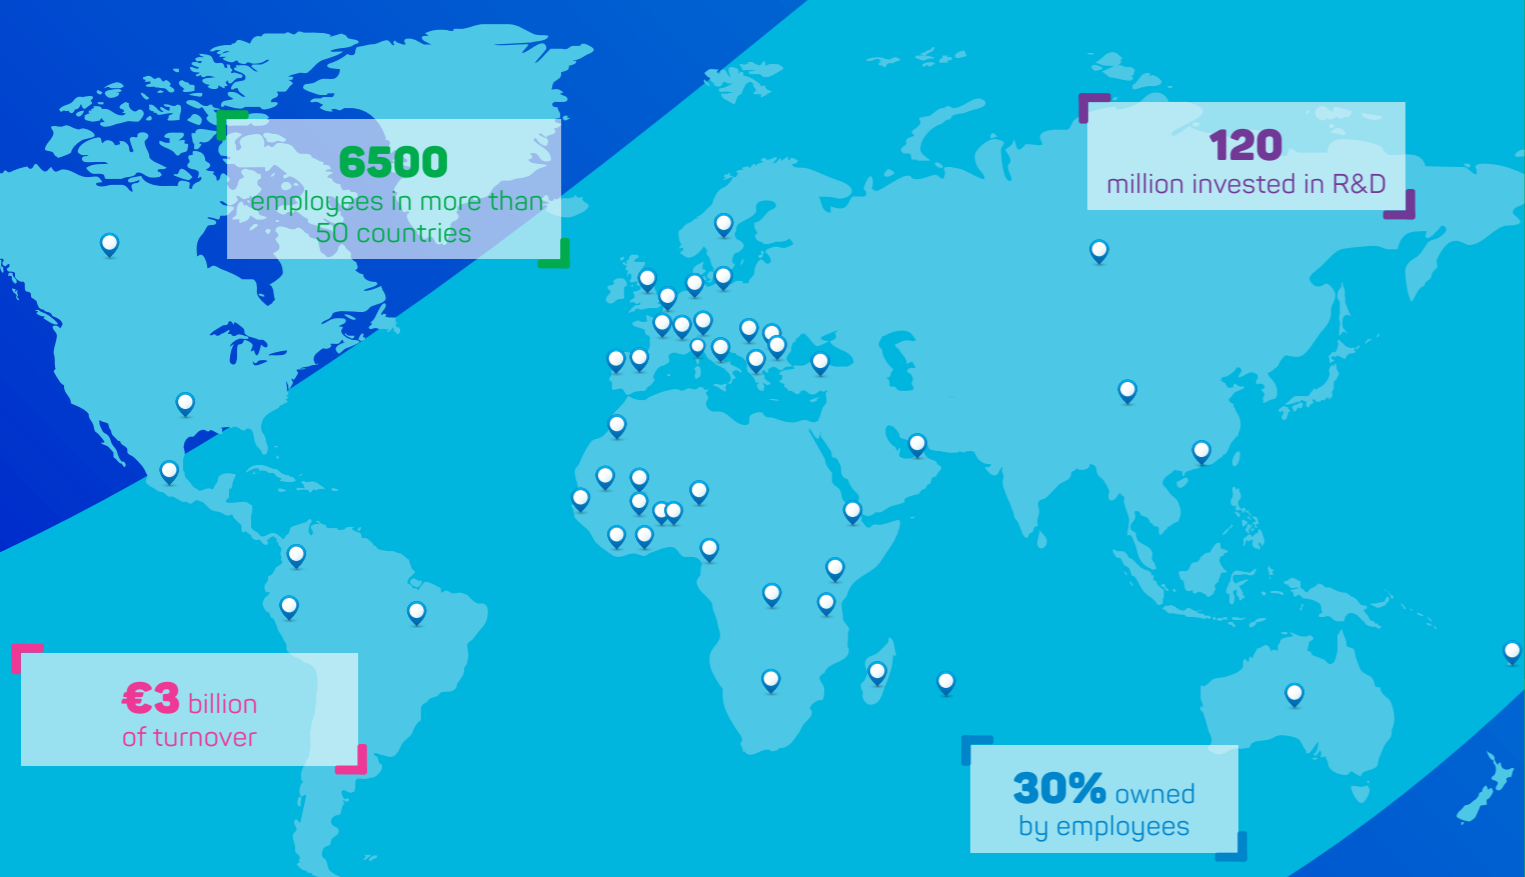 6500
employees in more than
50 countries
120
million invested in R&D
€3 billion
of turnover
30% owned
by employees